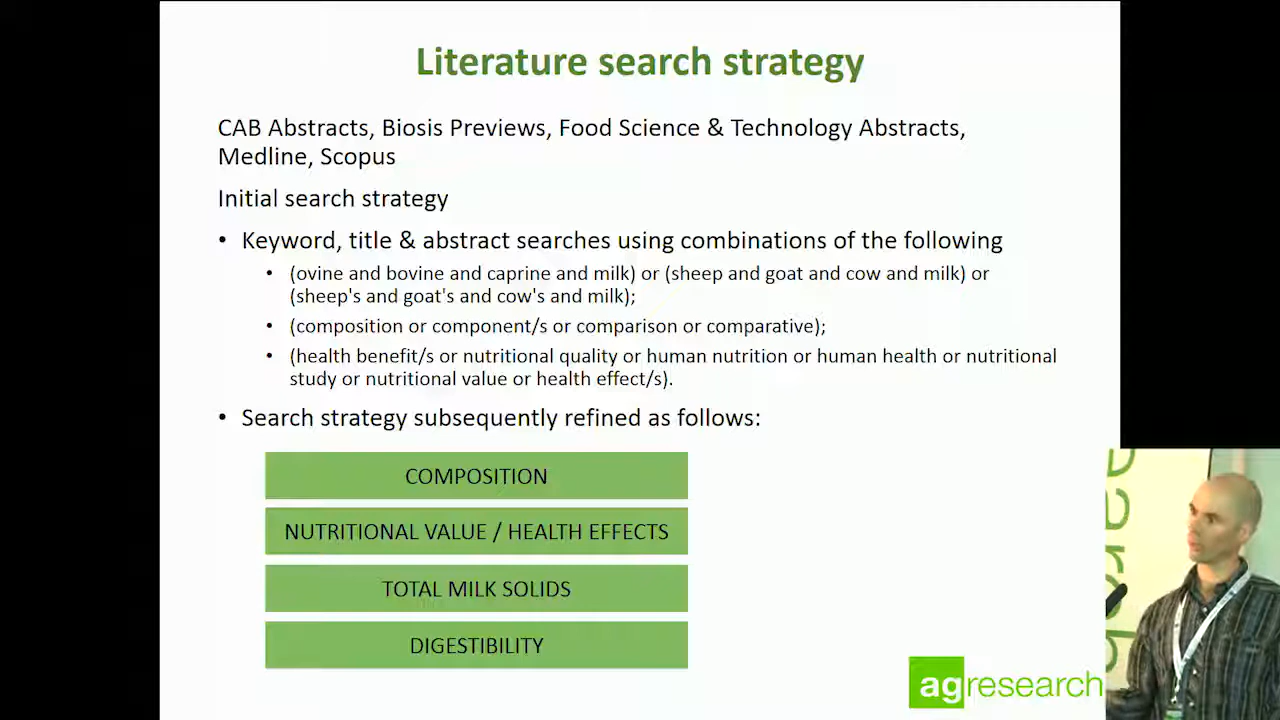 Literature search strategy
CAB Abstracts, Biosis Previews, Food Science & Technology Abstracts,
Medline, Scopus
Initial search strategy
• Keyword, title & abstract searches using combinations of the following
• (ovine and bovine and caprine and milk) or (sheep and goat and cow and milk) or
(sheep's and goat's and cow's and milk);
• (composition or component/s or comparison or comparative);
• (health benefit/s or nutritional quality or human nutrition or human health or nutritional
study or nutritional value or health effect/s).
• Search strategy subsequently refined as follows:
COMPOSITION
NUTRITIONAL VALUE / HEALTH EFFECTS
TOTAL MILK SOLIDS
DIGESTIBILITY
agresearch